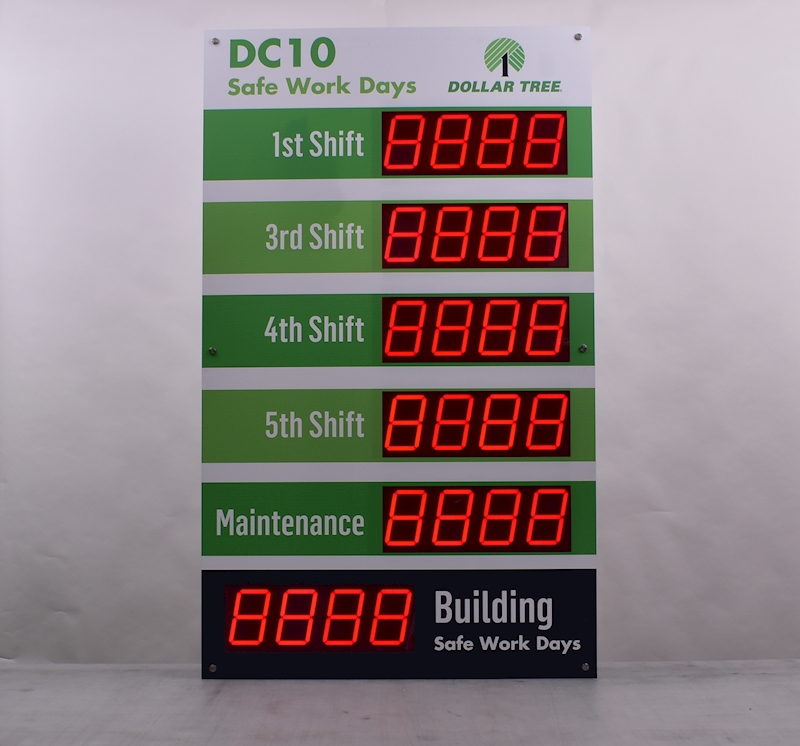 DC10
Safe Work Days
1
DOLLAR TREE
1st Shift 8888
3rd Shift 8888
4th Shift 8888
5th Shift 8888
Maintenance 8888
8888 Building
Safe Work Days